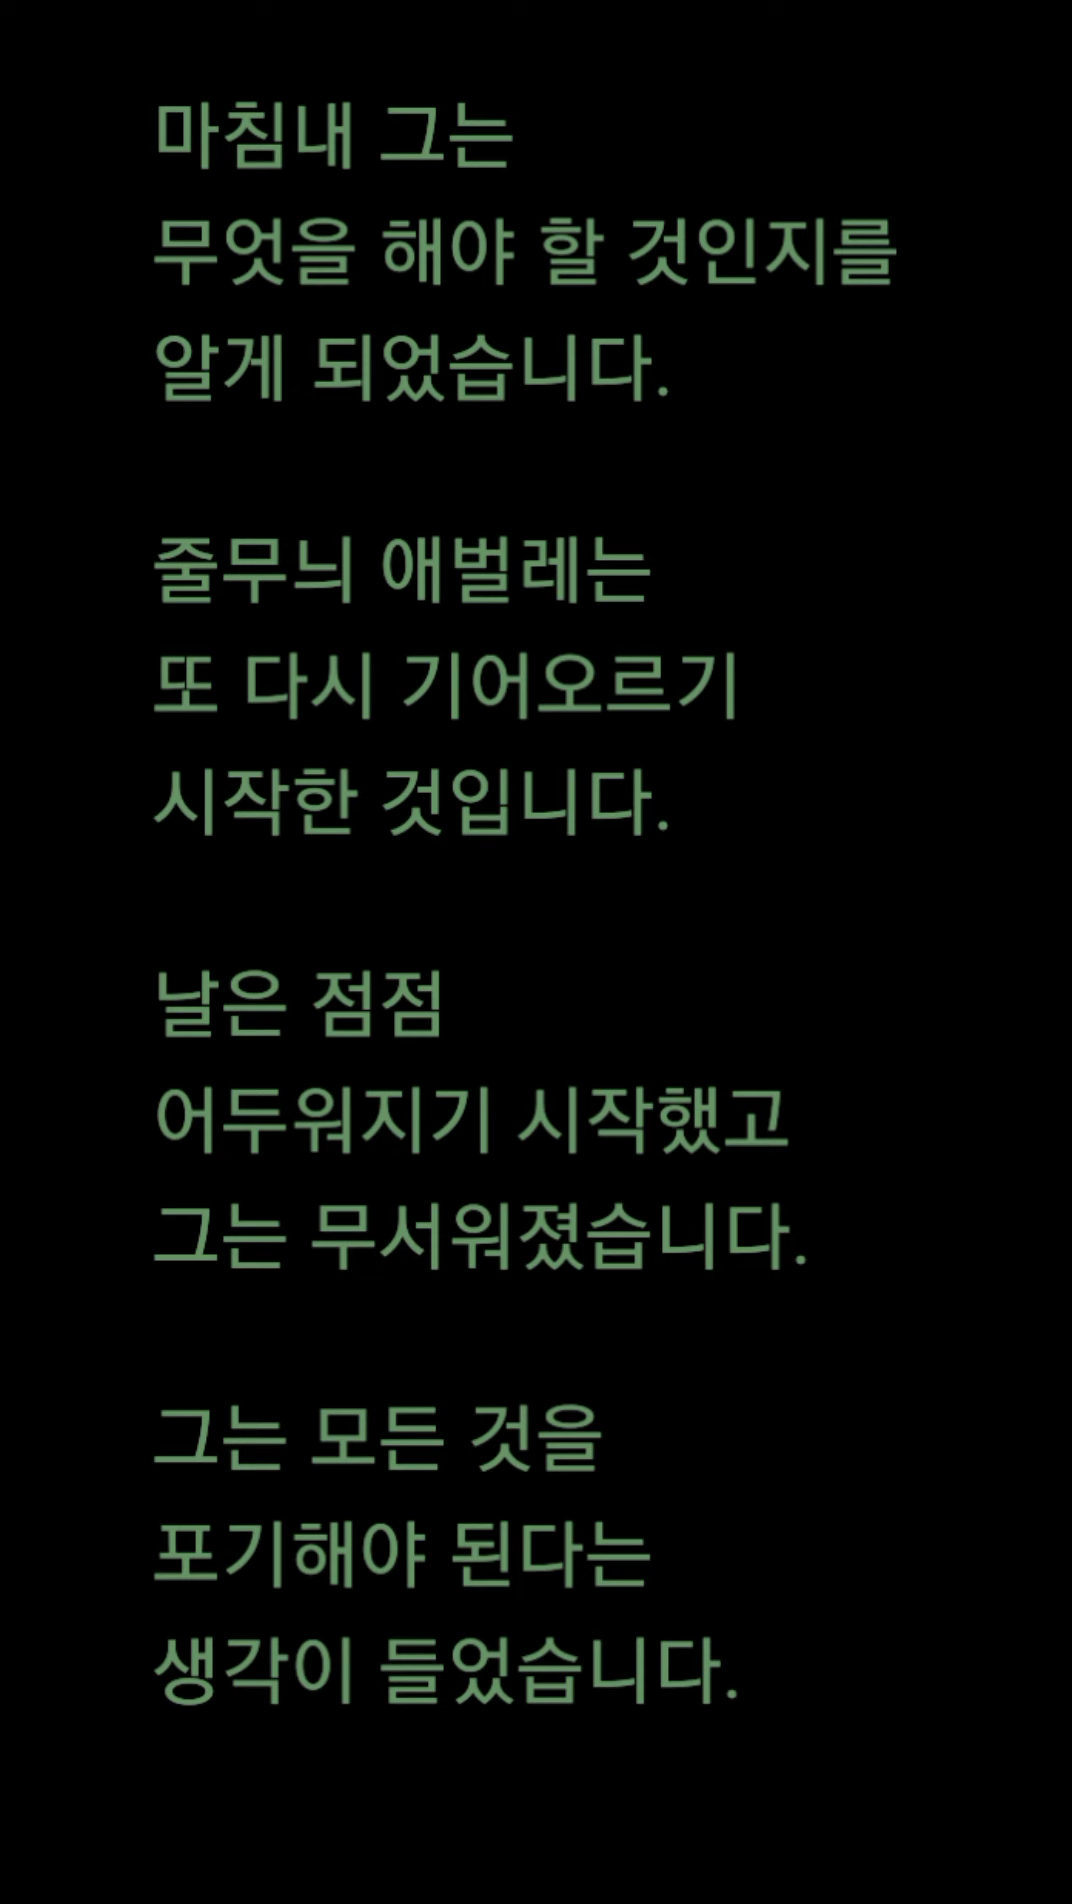 마침내 그는
무엇을 해야 할 것인지를
알게 되었습니다.
줄무늬 애벌레는
또 다시 기어오르기
시작한 것입니다.
날은 점점
어두워지기 시작했고
그는 무서워졌습니다.
그는 모든 것을
포기해야 된다는
생각이 들었습니다.